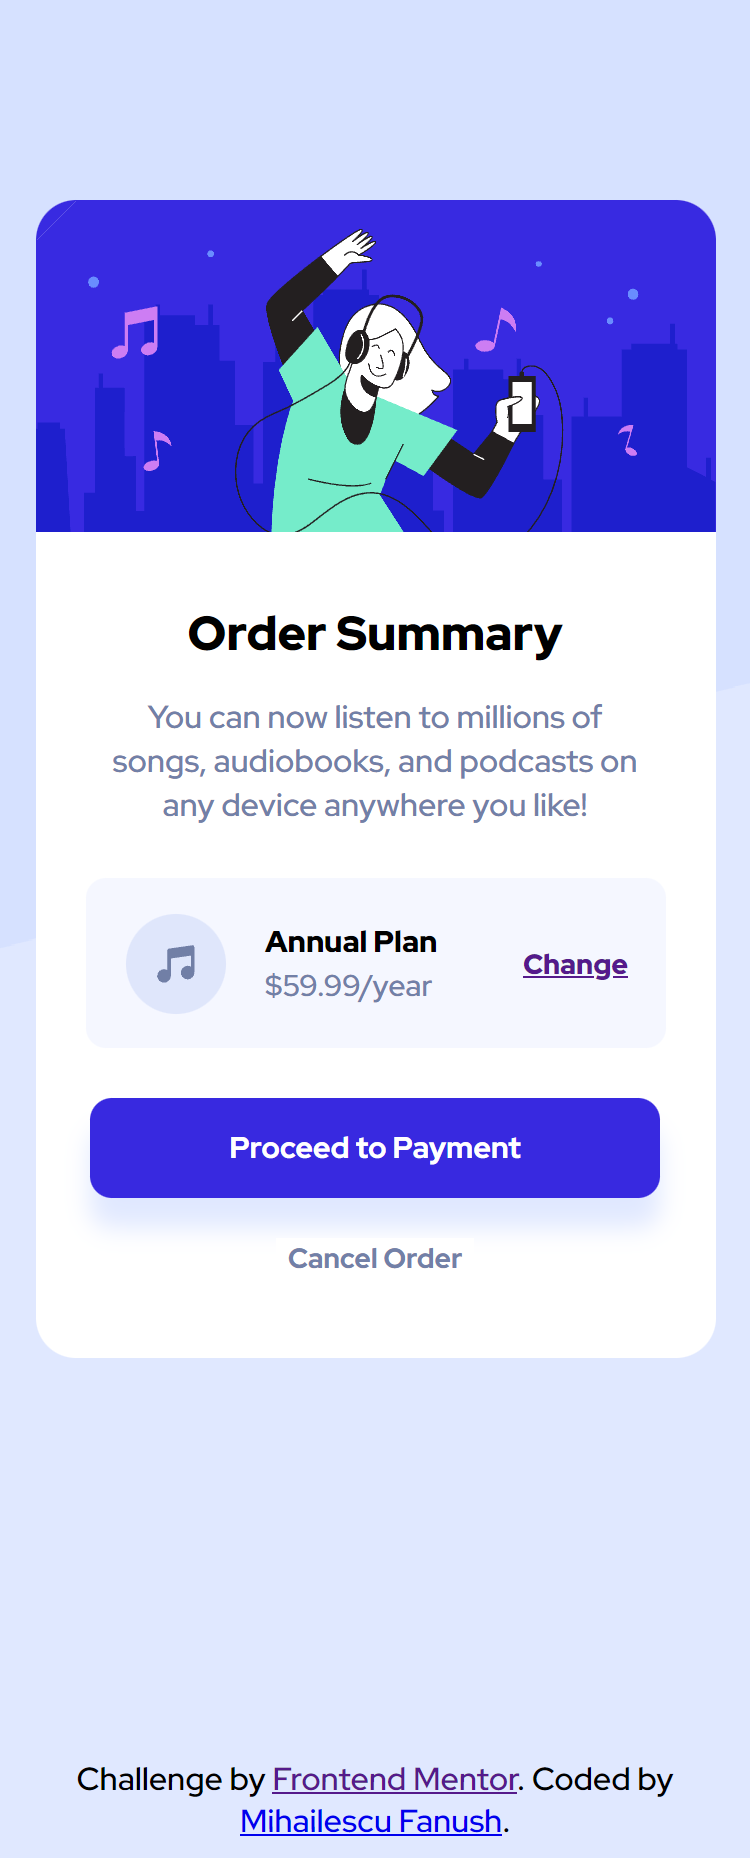 Order Summary
You can now listen to millions of
songs, audiobooks, and podcasts on
any device anywhere you like!
Annual Plan
$59.99/year
Change
Proceed to Payment
Cancel Order
Challenge by Frontend Mentor. Coded by
Mihailescu Fanush.